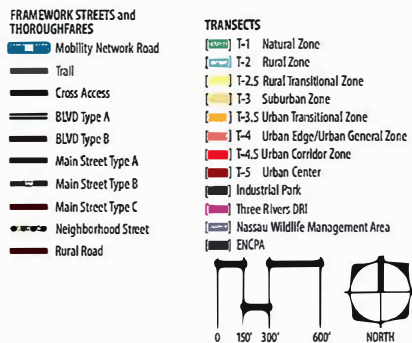 FRAMEWORK STREETS and
THOROUGHFARES
Mobility Network Road
Trail
Cross Access
BLVD Type A
BLVD Type B
Main Street Type A
Main Street Type B
Main Street Type C
Neighborhood Street
Rural Road
TRANSECTS
T-1 Natural Zone
T-2 Rural Zone
T-2.5 Rural Transitional Zone
T-3 Suburban Zone
T-3.5 Urban Transitional Zone
T-4 Urban Edge/Urban General Zone
T-4.5 Urban Corridor Zone
T-5 Urban Center
Industrial Park
Three Rivers DRI
Nassau Wildlife Management Area
ENCPA
0 150' 300' 600'
NORTH